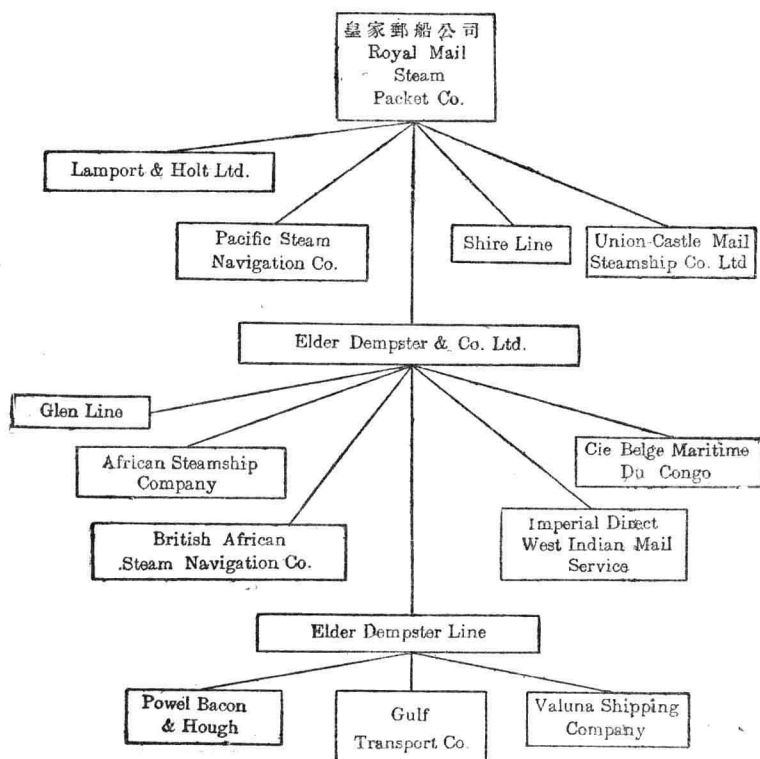 皇家郵船公司
Royal Mail
Steam
Packet Co.
Lamport & Holt Ltd.
Pacific Steam
Navigation Co.
Shire Line
Union-Castle Mail
Steamship Co. Ltd
Elder Dempster & Co. Ltd.
Glen Line
African Steamship
Company
Cie Belge Maritime
Du Congo
British African
Steam Navigation Co.
Imperial Direct
West Indian Mail
Service
Elder Dempster Line
Powel Bacon
& Hough
Gulf
Transport Co.
Valuna Shipping
Company